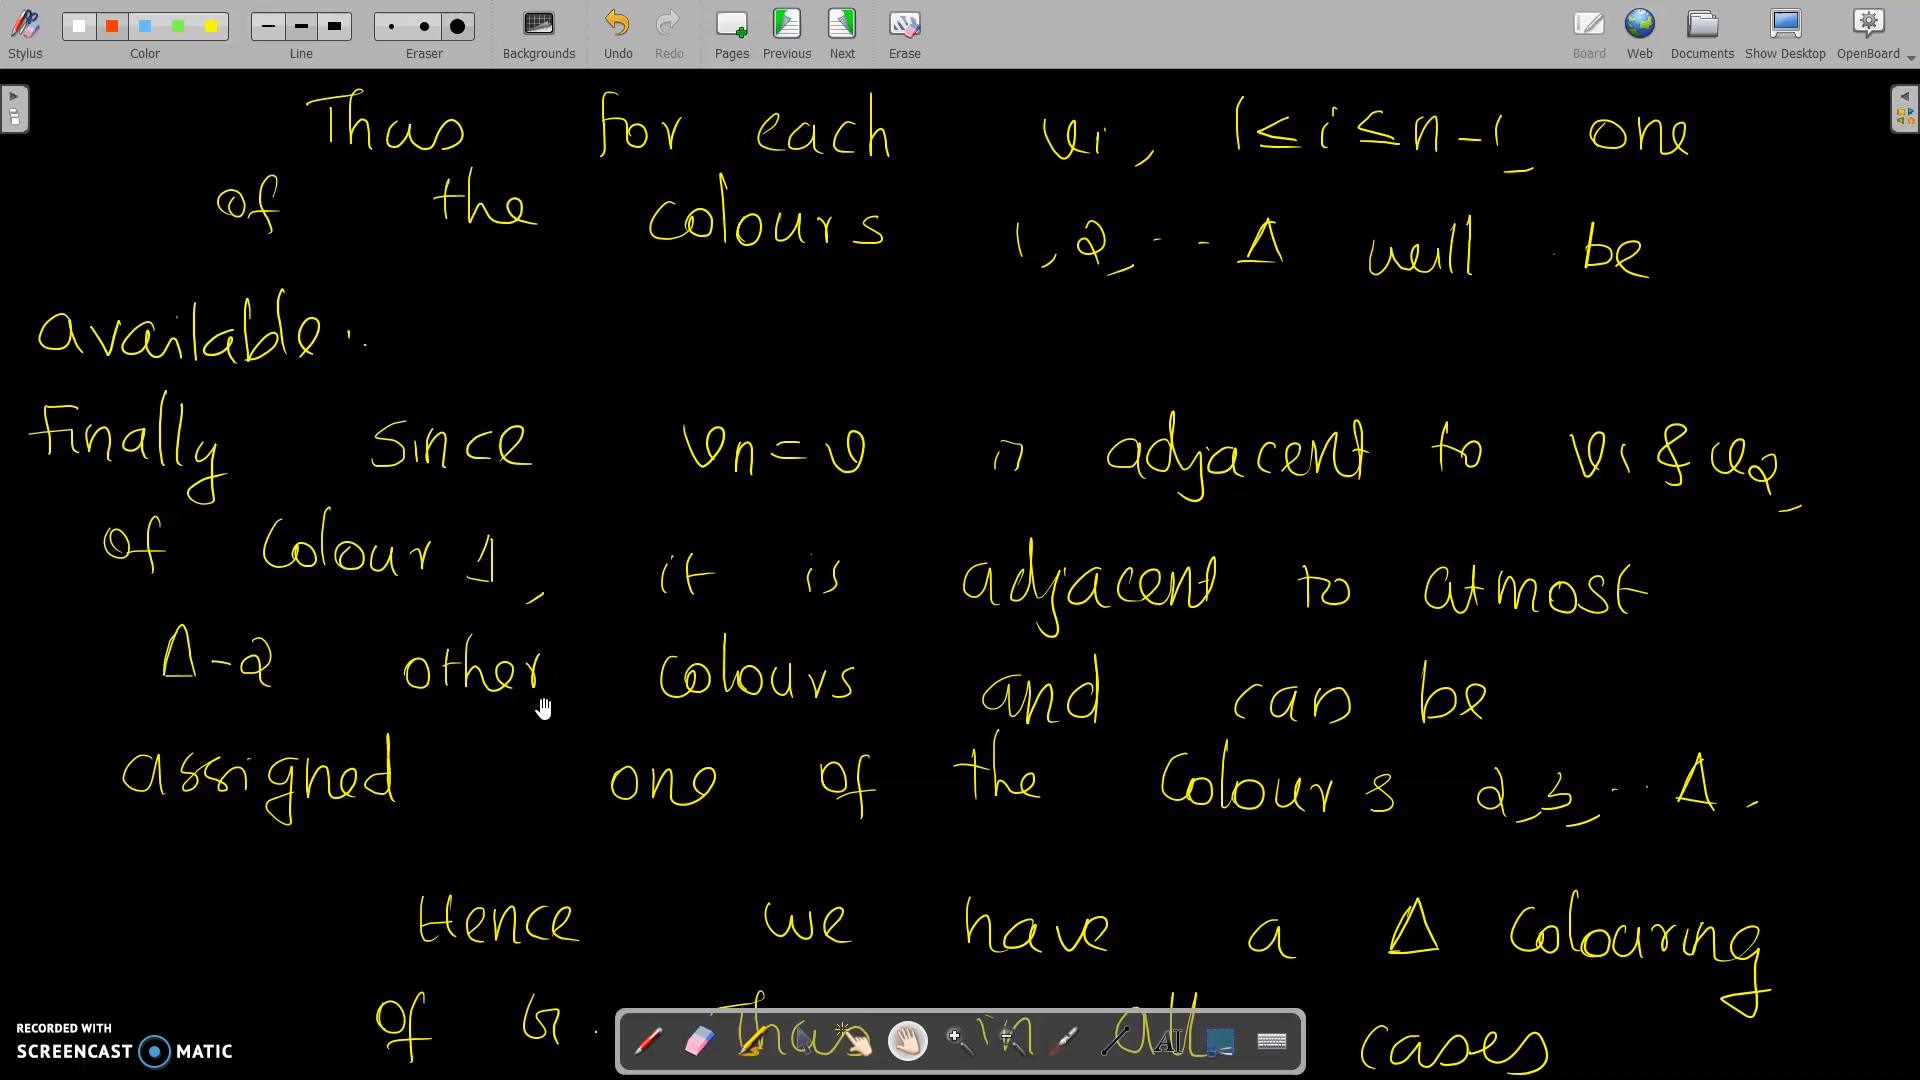 Stylus Color Line Eraser Backgrounds Undo Redo Pages Previous Next Erase Board Web Documents Show Desktop OpenBoard
Thus for each v1, 1≤i≤n-1 one
of the colours 1,2,...Δ will be
available.
Finally since vn=v is adjacent to v1 & v2
of colour 1, it is adjacent to atmost
Δ-2 other colours and can be
assigned one of the colours 2,3,...Δ.
Hence we have a Δ colouring
of G. Thus in all cases
RECORDED WITH
SCREENCAST MATIC